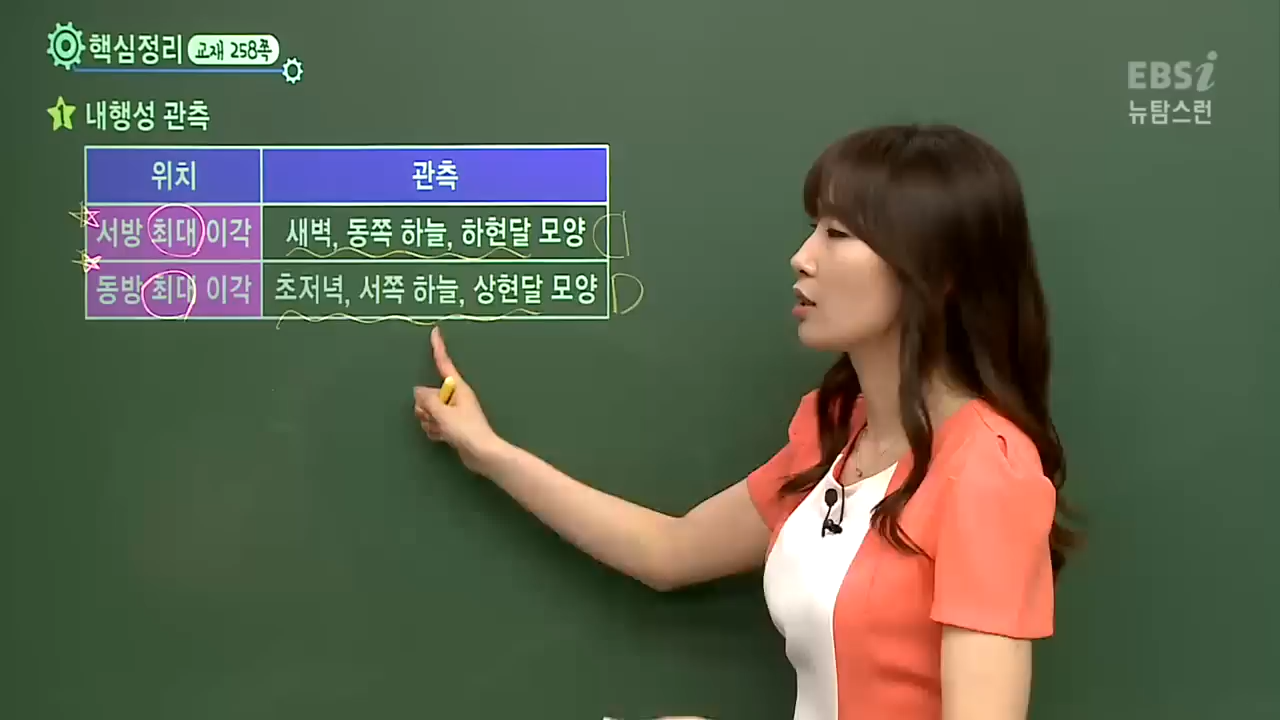 핵심정리 교재 258쪽
EBSi
뉴탐스런
1 내행성 관측
위치 관측
서방 최대 이각 새벽, 동쪽 하늘, 하현달 모양
동방 최대 이각 초저녁, 서쪽 하늘, 상현달 모양